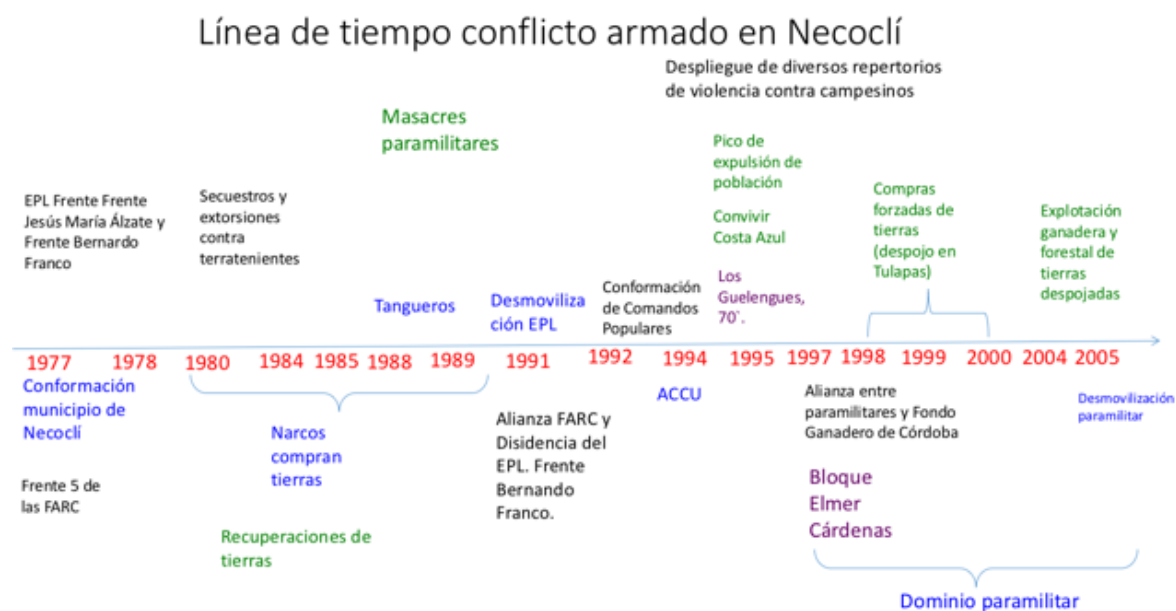 Línea de tiempo conflicto armado en Necoclí
Despliegue de diversos repertorios
de violencia contra campesinos
Masacres
paramilitares
Pico de
expulsión de
población
Convivir
Costa Azul
EPL Frente Frente
Jesús María Álzate y
Frente Bernardo
Franco
Secuestros y
extorsiones
contra
terratenientes
Compras
forzadas de
tierras
(despojo en
Tulapas)
Explotación
ganadera y
forestal de
tierras
despojadas
Tangueros
Desmoviliza
ción EPL
Conformación
de Comandos
Populares
Los
Guelengues,
70`.
1977 1978 1980 1984 1985 1988 1989 1991 1992 1994 1995 1997 1998 1999 2000 2004 2005
Conformación
municipio de
Necoclí
Frente 5 de
las FARC
Narcos
compran
tierras
Recuperaciones de
tierras
Alianza FARC y
Disidencia del
EPL. Frente
Bernando
Franco.
ACCU
Alianza entre
paramilitares y Fondo
Ganadero de Córdoba
Desmovilización
paramilitar
Bloque
Elmer
Cárdenas
Dominio paramilitar